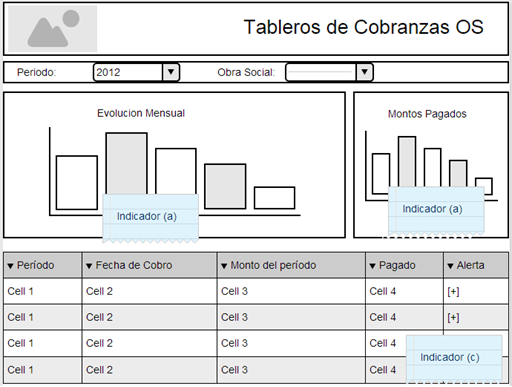 Tableros de Cobranzas OS
Periodo: 2012 Obra Social:
Evolucion Mensual
Indicador (a)
Montos Pagados
Indicador (a)
Período Fecha de Cobro Monto del período Pagado Alerta
Cell 1 Cell 2 Cell 3 Cell 4 [+]
Cell 1 Cell 2 Cell 3 Cell 4 [+]
Cell 1 Cell 2 Cell 3 Cell 4
Indicador (c)
Cell 1 Cell 2 Cell 3 Cell 4